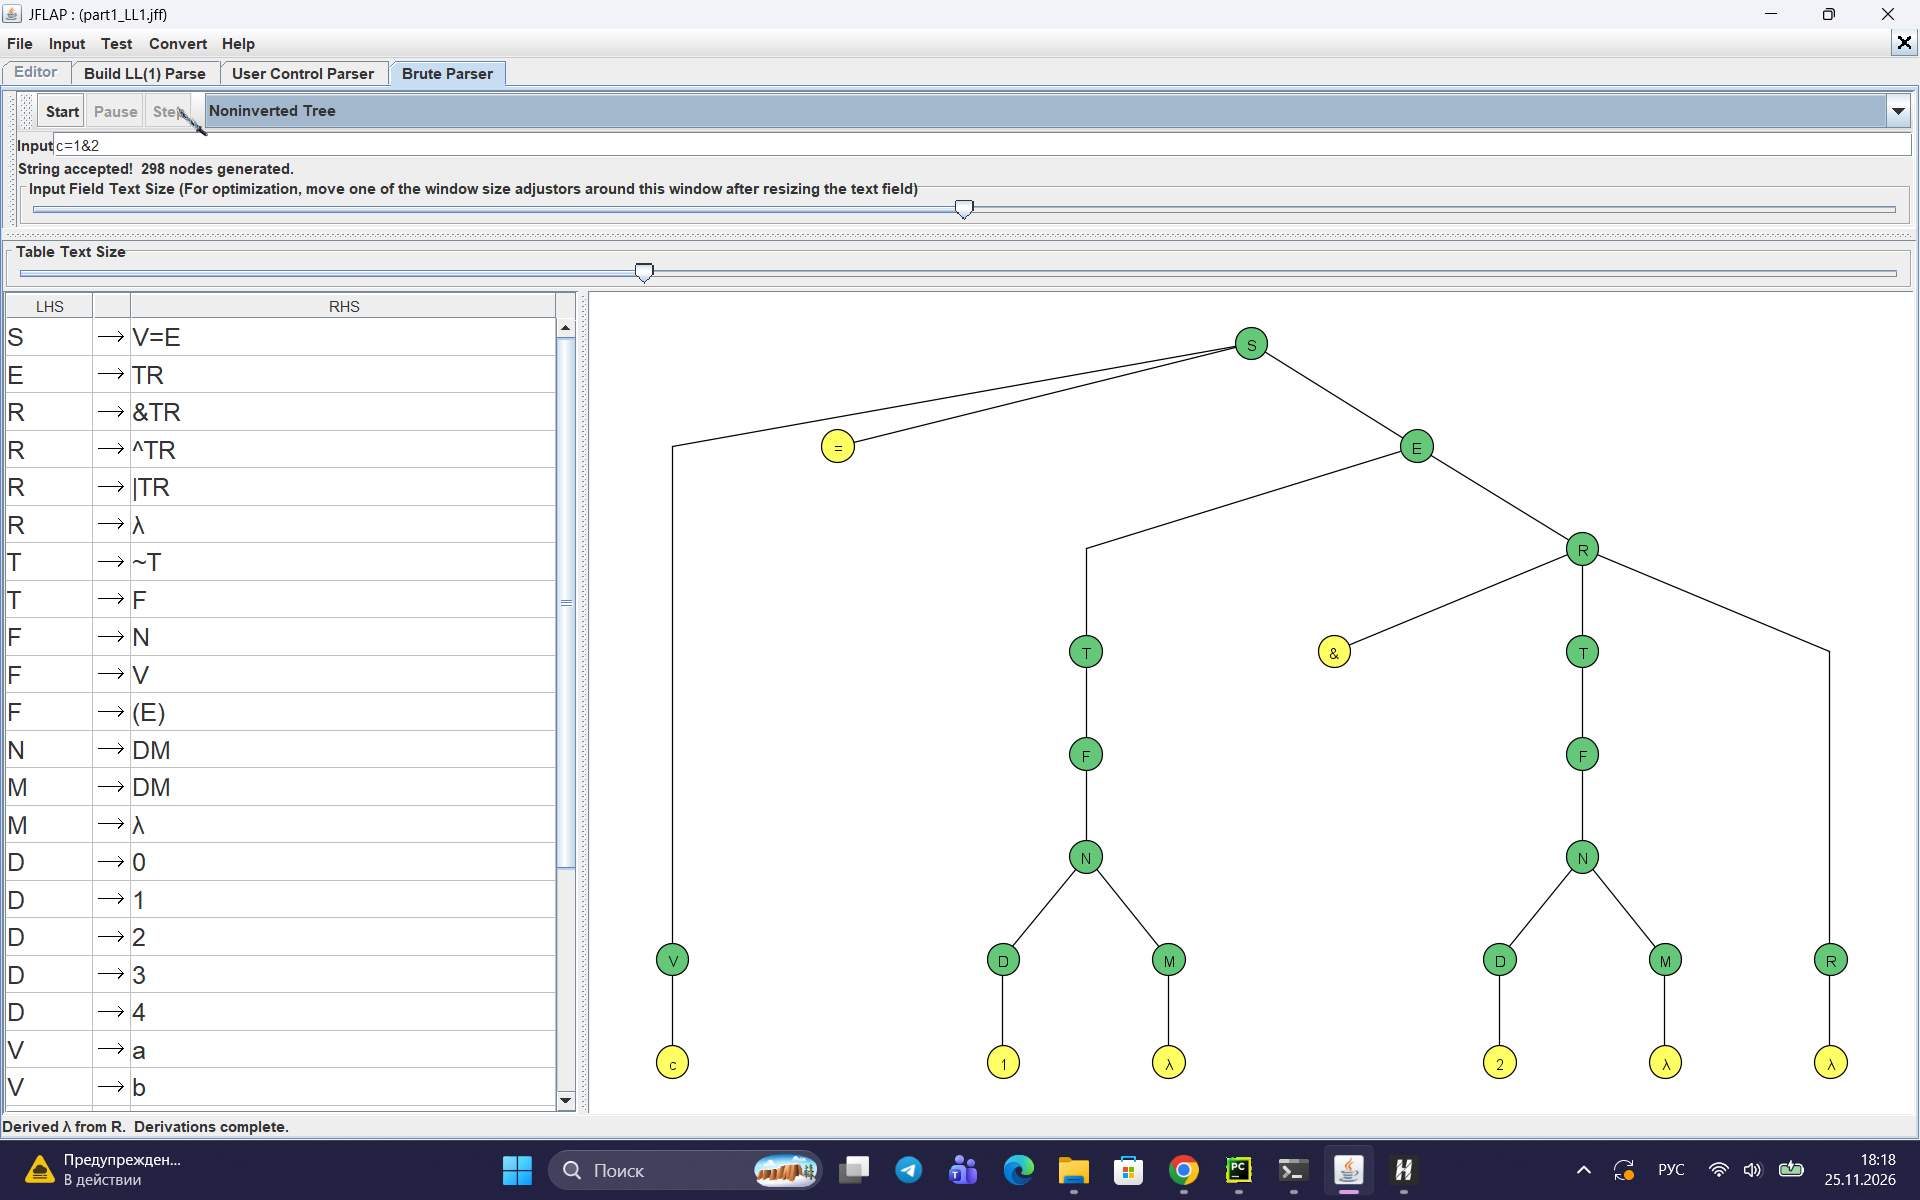 JFLAP : (part1_LL1.jff)
File Input Test Convert Help
Editor Build LL(1) Parse User Control Parser Brute Parser
Start Pause Step Noninverted Tree
Input c=1&2
String accepted! 298 nodes generated.
Input Field Text Size (For optimization, move one of the window size adjustors around this window after resizing the text field)
Table Text Size
LHS RHS
S → V=E
E → TR
R → &TR
R → ^TR
R → |TR
R → λ
T → ~T
T → F
F → N
F → V
F → (E)
N → DM
M → DM
M → λ
D → 0
D → 1
D → 2
D → 3
D → 4
V → a
V → b
S
= E
R
T & T
F F
N N
V D M D M R
c 1 λ 2 λ λ
Derived λ from R. Derivations complete.
Предупрежден...
В действии
Поиск
PC
РУС
18:18
25.11.2026